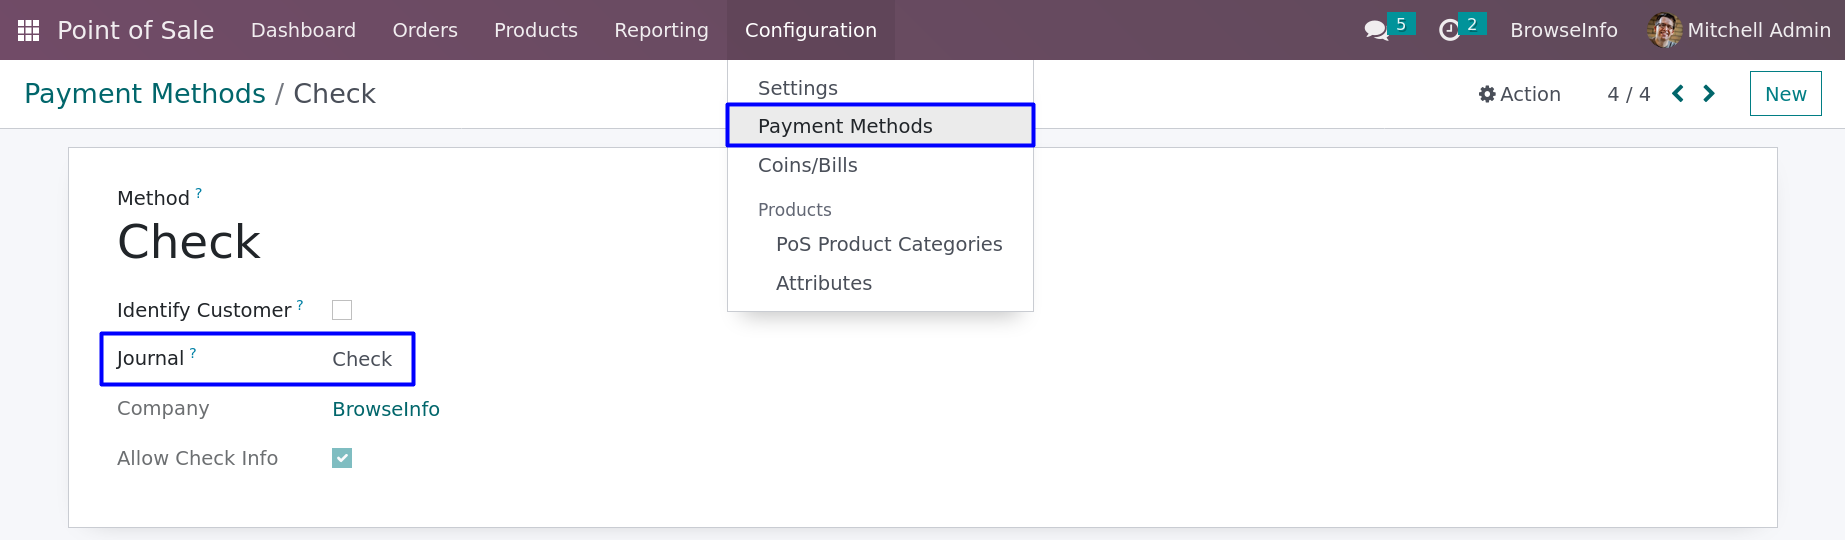 Point of Sale Dashboard Orders Products Reporting Configuration 5 2 BrowseInfo Mitchell Admin
Payment Methods / Check
Action 4 / 4 New
Settings
Payment Methods
Coins/Bills
Products
PoS Product Categories
Attributes
Method ?
Check
Identify Customer ?
Journal ? Check
Company BrowseInfo
Allow Check Info